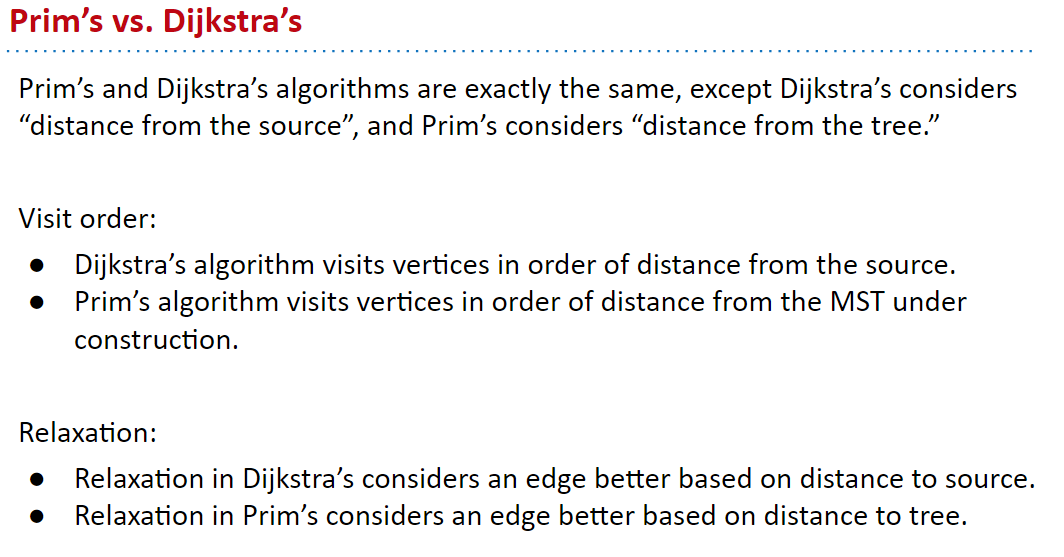 Prim’s vs. Dijkstra’s
Prim’s and Dijkstra’s algorithms are exactly the same, except Dijkstra’s considers
“distance from the source”, and Prim’s considers “distance from the tree.”
Visit order:
● Dijkstra’s algorithm visits vertices in order of distance from the source.
● Prim’s algorithm visits vertices in order of distance from the MST under
construction.
Relaxation:
● Relaxation in Dijkstra’s considers an edge better based on distance to source.
● Relaxation in Prim’s considers an edge better based on distance to tree.